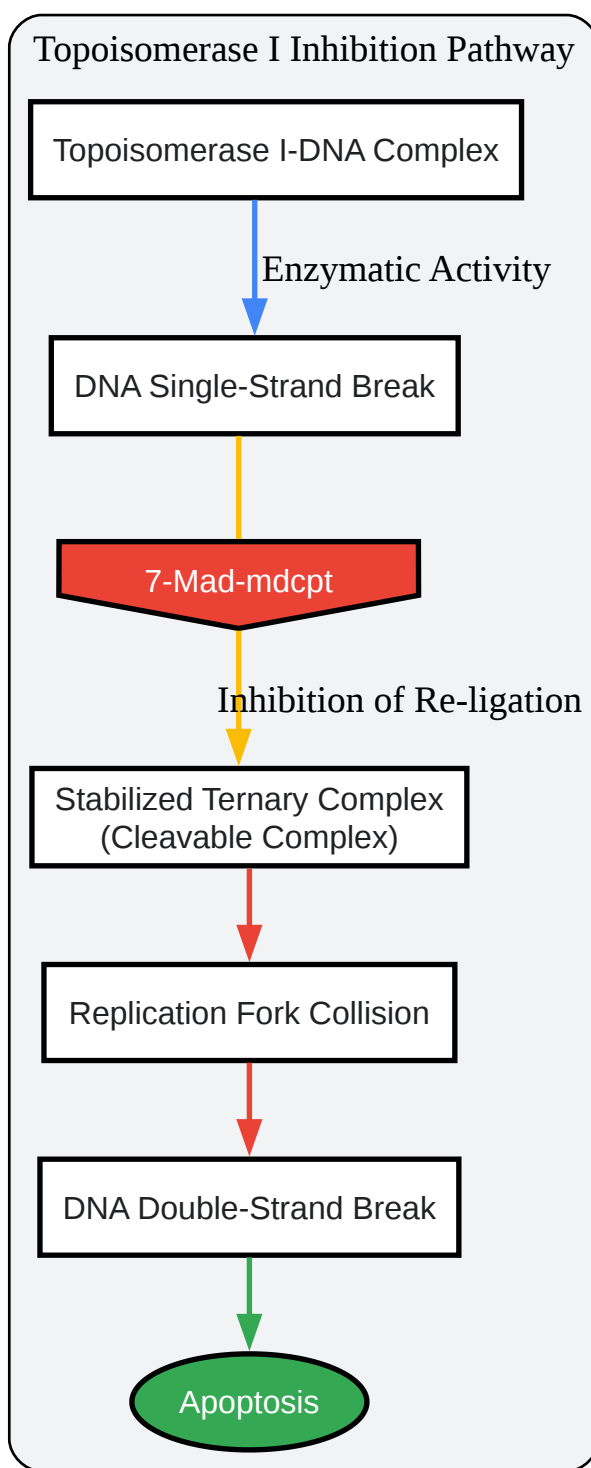 Topoisomerase I Inhibition Pathway
Topoisomerase I-DNA Complex
Enzymatic Activity
DNA Single-Strand Break
7-Mad-mdcpt
Inhibition of Re-ligation
Stabilized Ternary Complex
(Cleavable Complex)
Replication Fork Collision
DNA Double-Strand Break
Apoptosis